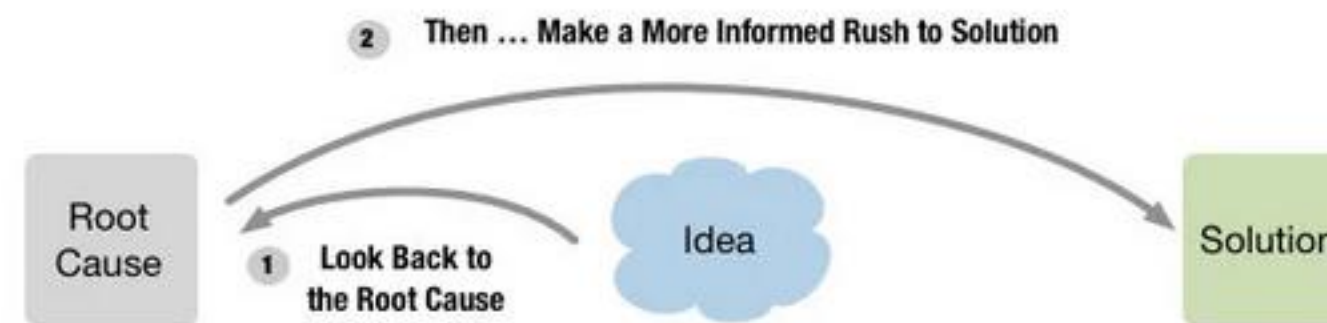 2 Then ... Make a More Informed Rush to Solution
Root
Cause
1 Look Back to
the Root Cause
Idea
Solution